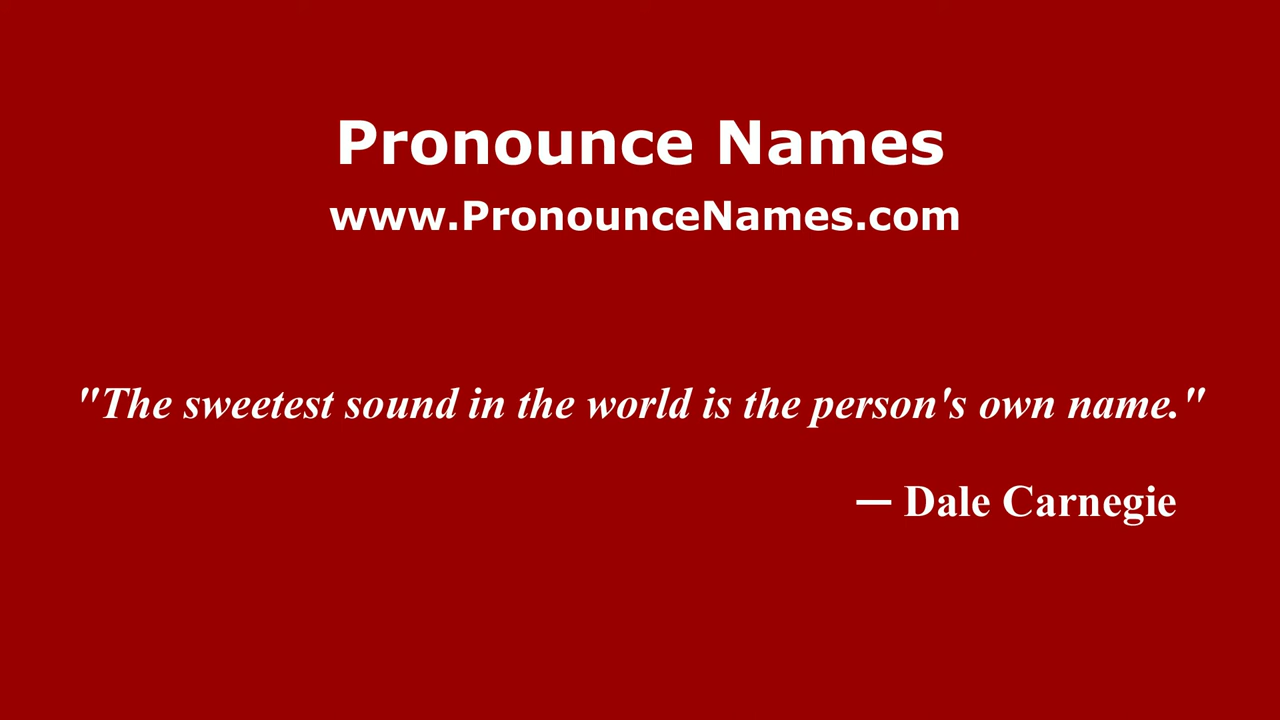 Pronounce Names
www.PronounceNames.com
"The sweetest sound in the world is the person's own name."
— Dale Carnegie